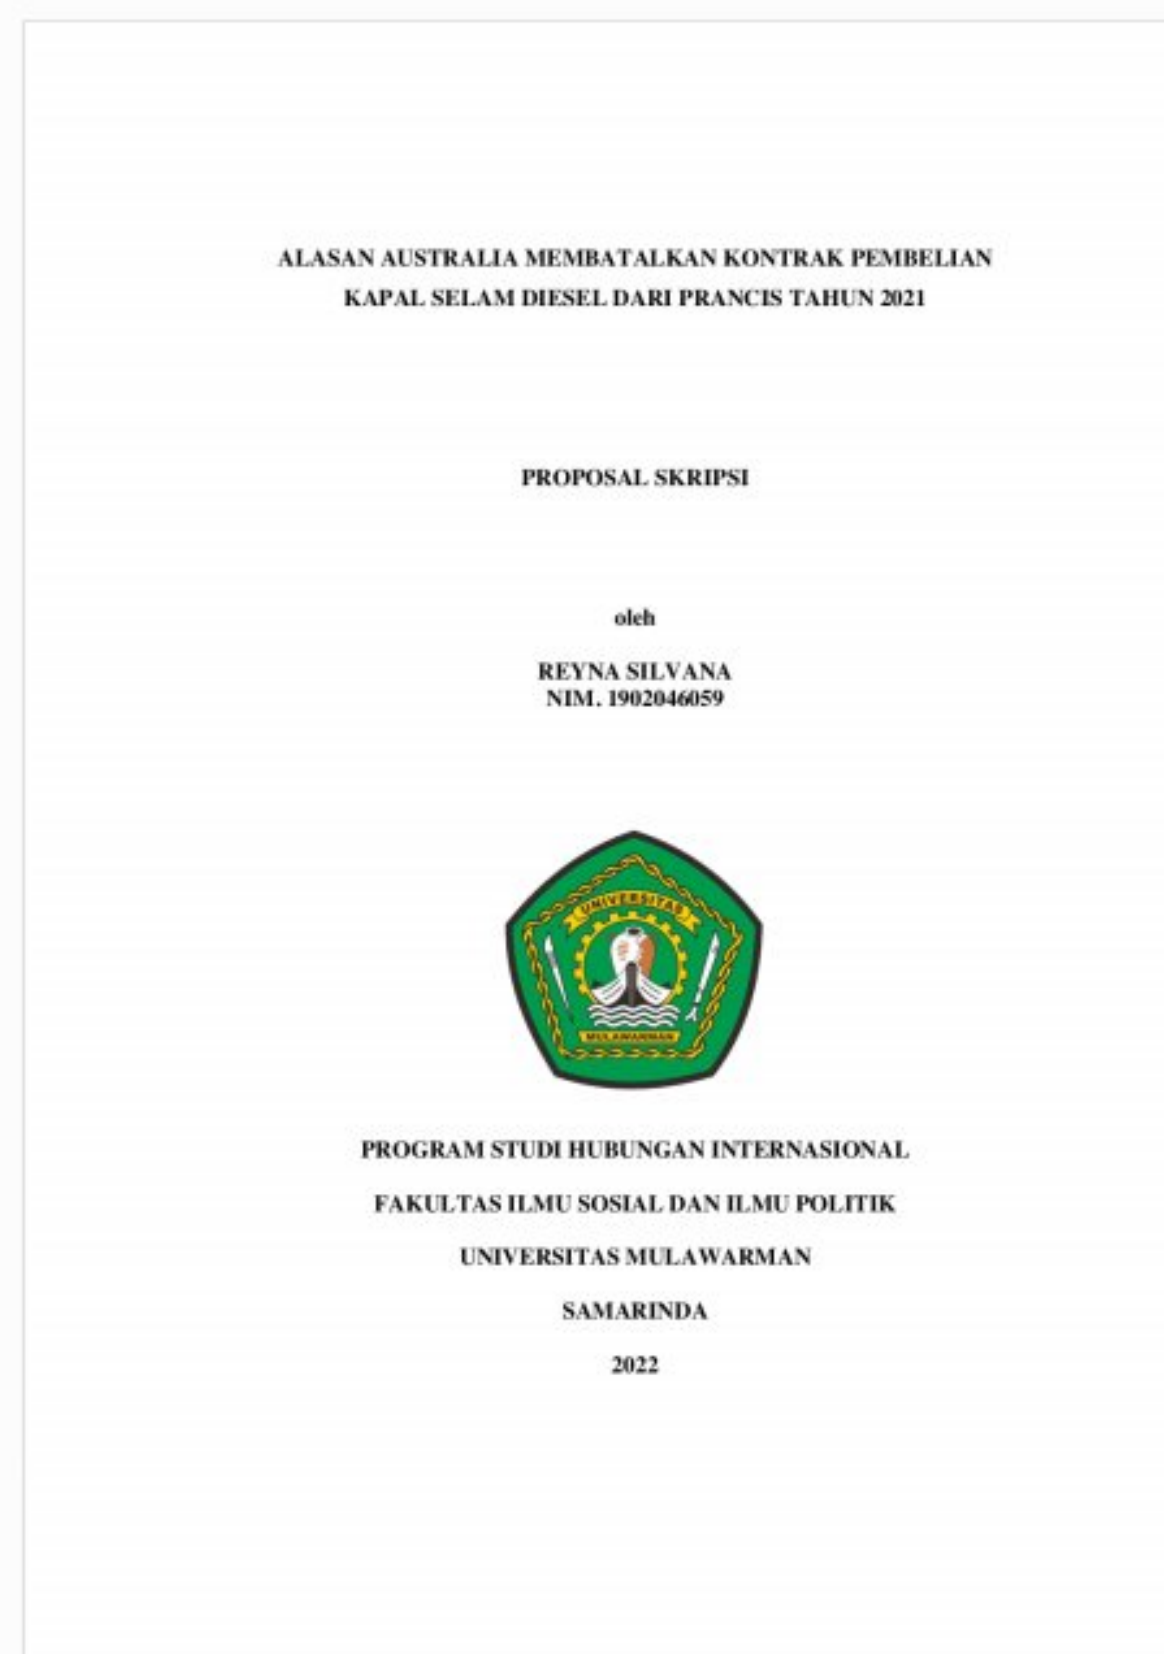 ALASAN AUSTRALIA MEMBATALKAN KONTRAK PEMBELIAN
KAPAL SELAM DIESEL DARI PRANCIS TAHUN 2021
PROPOSAL SKRIPSI
oleh
REYNA SILVANA
NIM. 1902046059
UNIVERSITAS
MULAWARMAN
PROGRAM STUDI HUBUNGAN INTERNASIONAL
FAKULTAS ILMU SOSIAL DAN ILMU POLITIK
UNIVERSITAS MULAWARMAN
SAMARINDA
2022